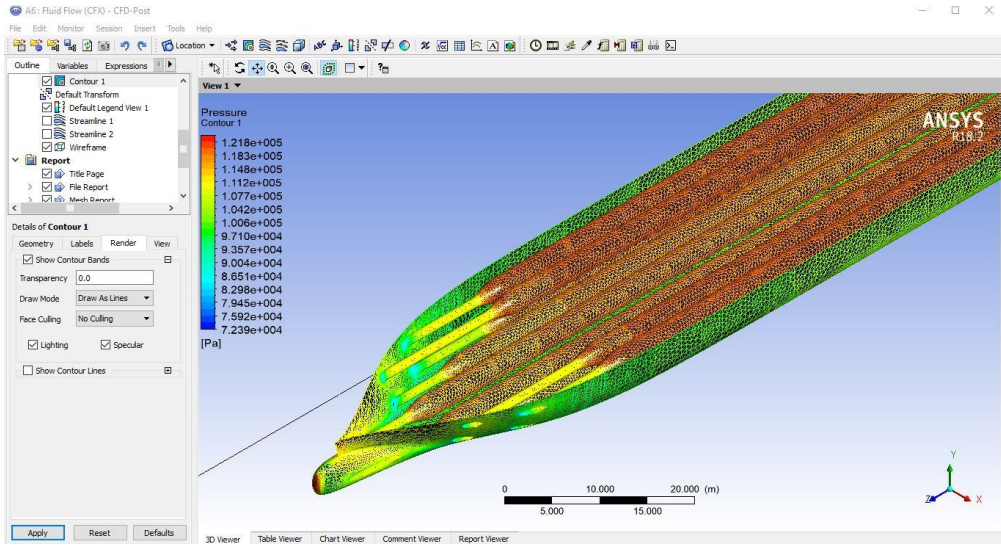 A6 : Fluid Flow (CFX) - CFD-Post
File Edit Monitor Session Insert Tools Help
Location
Outline Variables Expressions
Contour 1
Default Transform
Default Legend View 1
Streamline 1
Streamline 2
Wireframe
Report
Title Page
File Report
Mesh Report
Details of Contour 1
Geometry Labels Render View
Show Contour Bands
Transparency 0.0
Draw Mode Draw As Lines
Face Culling No Culling
Lighting Specular
Show Contour Lines
Apply Reset Defaults
View 1
Pressure
Contour 1
1.218e+005
1.183e+005
1.148e+005
1.112e+005
1.077e+005
1.042e+005
1.006e+005
9.710e+004
9.357e+004
9.004e+004
8.651e+004
8.298e+004
7.945e+004
7.592e+004
7.239e+004
[Pa]
ANSYS
R18.2
0 10.000 20.000 (m)
5.000 15.000
Y
Z X
3D Viewer Table Viewer Chart Viewer Comment Viewer Report Viewer